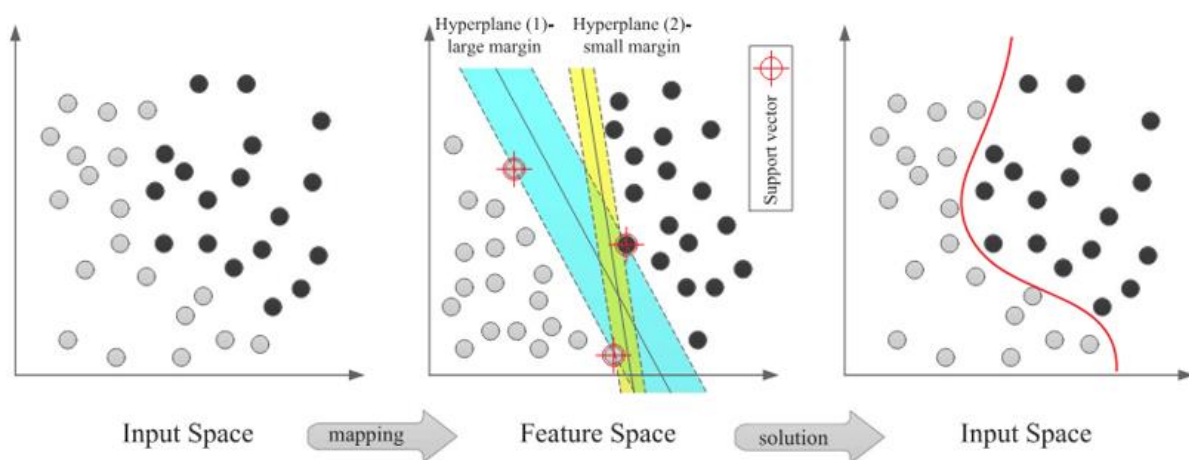 Hyperplane (1)-
large margin
Hyperplane (2)-
small margin
Support vector
Input Space
mapping
Feature Space
solution
Input Space